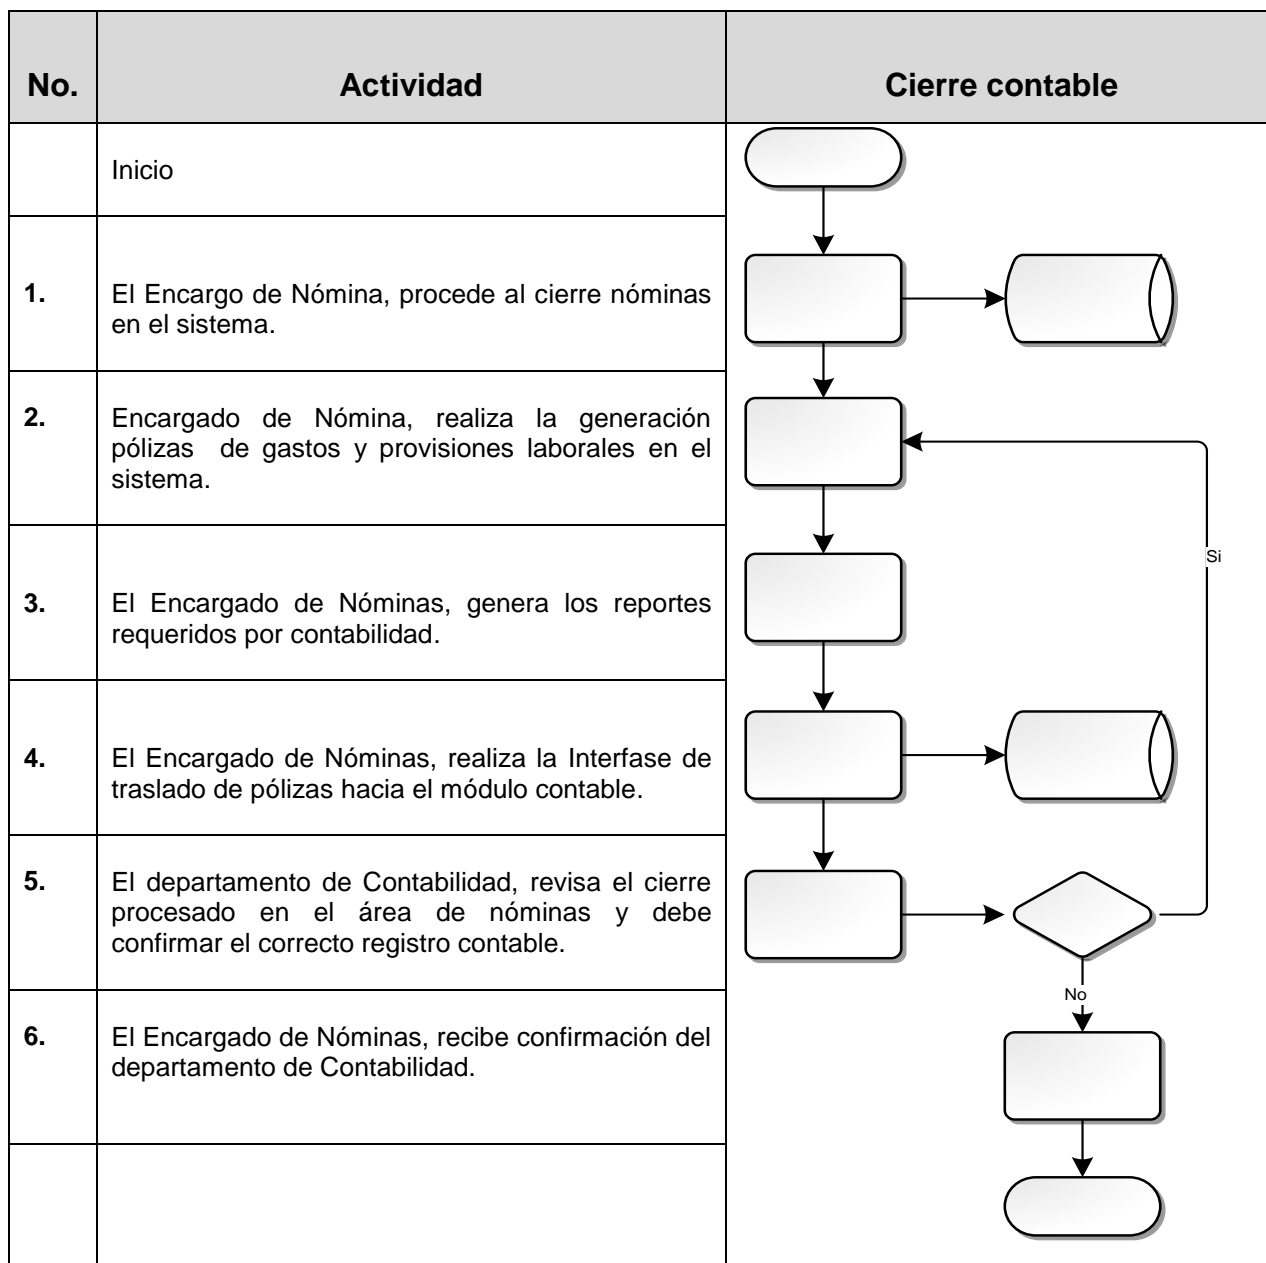 No.
Actividad
Cierre contable
Inicio
1.
El Encargo de Nómina, procede al cierre nóminas
en el sistema.
2.
Encargado de Nómina, realiza la generación
pólizas de gastos y provisiones laborales en el
sistema.
Si
3.
El Encargado de Nóminas, genera los reportes
requeridos por contabilidad.
4.
El Encargado de Nóminas, realiza la Interfase de
traslado de pólizas hacia el módulo contable.
5.
El departamento de Contabilidad, revisa el cierre
procesado en el área de nóminas y debe
confirmar el correcto registro contable.
No
6.
El Encargado de Nóminas, recibe confirmación del
departamento de Contabilidad.